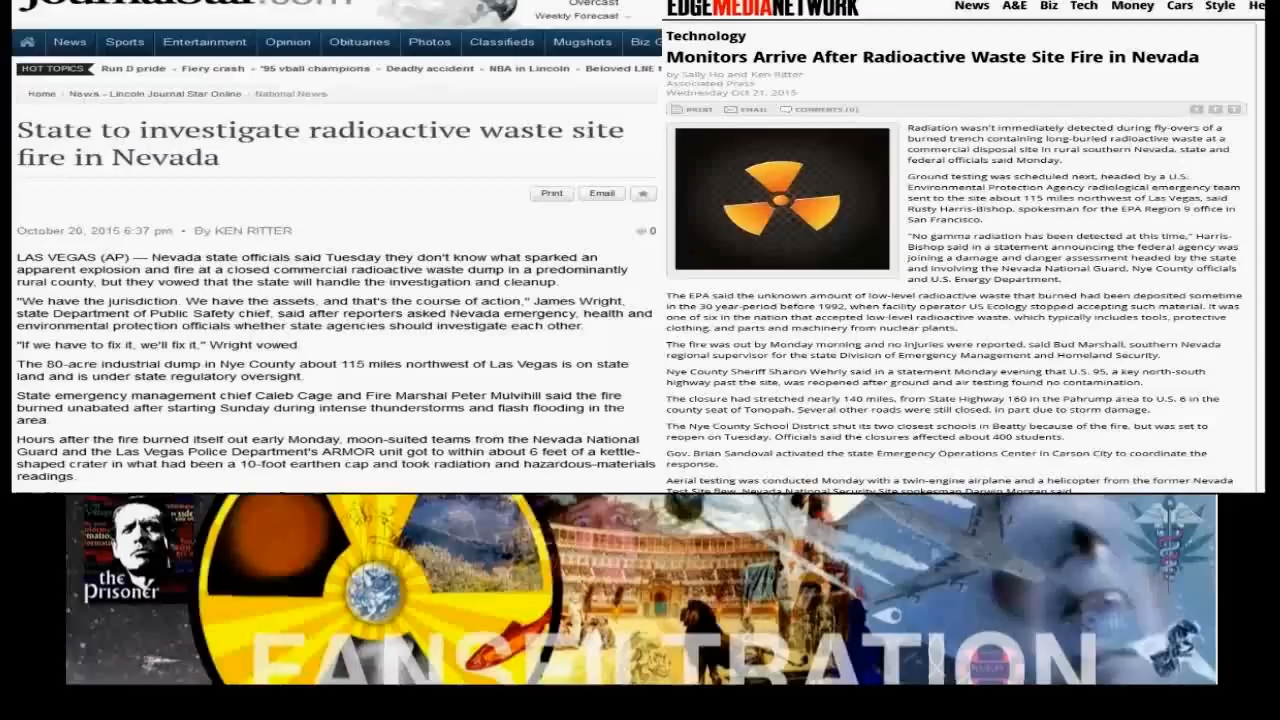 JournalStar.com
Overcast
Weekly Forecast
News Sports Entertainment Opinion Obituaries Photos Classifieds Mugshots Biz
HOT TOPICS Run D pride - Fiery crash - '95 vball champions - Deadly accident - NBA in Lincoln - Beloved LNE
Home News - Lincoln Journal Star Online National News
State to investigate radioactive waste site
fire in Nevada
Print Email
October 20, 2015 6:37 pm • By KEN RITTER
0
LAS VEGAS (AP) — Nevada state officials said Tuesday they don't know what sparked an
apparent explosion and fire at a closed commercial radioactive waste dump in a predominantly
rural county, but they vowed that the state will handle the investigation and cleanup.
"We have the jurisdiction. We have the assets, and that's the course of action," James Wright,
state Department of Public Safety chief, said after reporters asked Nevada emergency, health and
environmental protection officials whether state agencies should investigate each other.
"If we have to fix it, we'll fix it," Wright vowed.
The 80-acre industrial dump in Nye County about 115 miles northwest of Las Vegas is on state
land and is under state regulatory oversight.
State emergency management chief Caleb Cage and Fire Marshal Peter Mulvihill said the fire
burned unabated after starting Sunday during intense thunderstorms and flash flooding in the
area.
Hours after the fire burned itself out early Monday, moon-suited teams from the Nevada National
Guard and the Las Vegas Police Department's ARMOR unit got to within about 6 feet of a kettle-
shaped crater in what had been a 10-foot earthen cap and took radiation and hazardous-materials
readings.
EDGEMEDIANETWORK
News A&E Biz Tech Money Cars Style He
Technology
Monitors Arrive After Radioactive Waste Site Fire in Nevada
by Sally Ho and Ken Ritter
Associated Press
Wednesday Oct 21, 2015
PRINT EMAIL COMMENTS (0)
Radiation wasn't immediately detected during fly-overs of a
burned trench containing long-buried radioactive waste at a
commercial disposal site in rural southern Nevada, state and
federal officials said Monday.
Ground testing was scheduled next, headed by a U.S.
Environmental Protection Agency radiological emergency team
sent to the site about 115 miles northwest of Las Vegas, said
Rusty Harris-Bishop, spokesman for the EPA Region 9 office in
San Francisco.
"No gamma radiation has been detected at this time," Harris-
Bishop said in a statement announcing the federal agency was
joining a damage and danger assessment headed by the state
and involving the Nevada National Guard, Nye County officials
and U.S. Energy Department.
The EPA said the unknown amount of low-level radioactive waste that burned had been deposited sometime
in the 30 year-period before 1992, when facility operator US Ecology stopped accepting such material. It was
one of six in the nation that accepted low-level radioactive waste, which typically includes tools, protective
clothing, and parts and machinery from nuclear plants.
The fire was out by Monday morning and no injuries were reported, said Bud Marshall, southern Nevada
regional supervisor for the state Division of Emergency Management and Homeland Security.
Nye County Sheriff Sharon Wehrly said in a statement Monday evening that U.S. 95, a key north-south
highway past the site, was reopened after ground and air testing found no contamination.
The closure had stretched nearly 140 miles, from State Highway 160 in the Pahrump area to U.S. 6 in the
county seat of Tonopah. Several other roads were still closed, in part due to storm damage.
The Nye County School District shut its two closest schools in Beatty because of the fire, but was set to
reopen on Tuesday. Officials said the closures affected about 400 students.
Gov. Brian Sandoval activated the state Emergency Operations Center in Carson City to coordinate the
response.
Aerial testing was conducted Monday with a twin-engine airplane and a helicopter from the former Nevada
Test Site flew, Nevada National Security Site spokesman Darwin Morgan said.
the
Prisoner
FANSFILTRATION